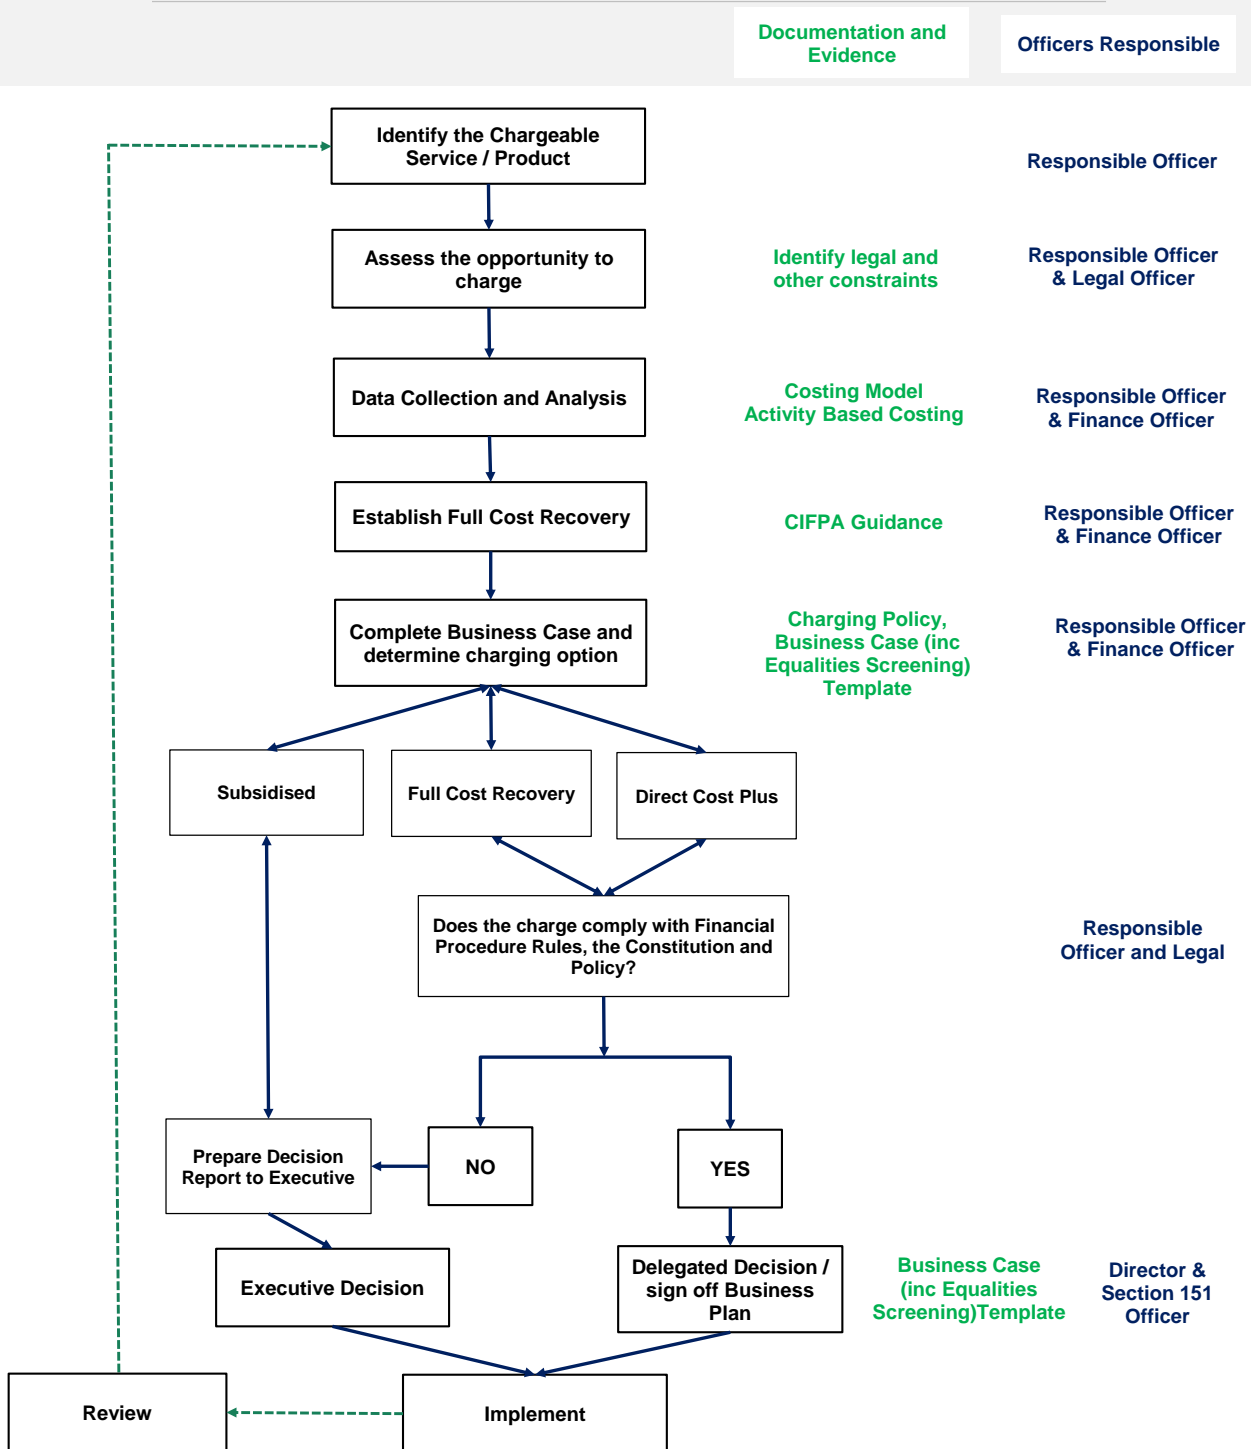 Documentation and
Evidence
Officers Responsible
Identify the Chargeable
Service / Product
Responsible Officer
Assess the opportunity to
charge
Identify legal and
other constraints
Responsible Officer
& Legal Officer
Data Collection and Analysis
Costing Model
Activity Based Costing
Responsible Officer
& Finance Officer
Establish Full Cost Recovery
CIFPA Guidance
Responsible Officer
& Finance Officer
Complete Business Case and
determine charging option
Charging Policy,
Business Case (inc
Equalities Screening)
Template
Responsible Officer
& Finance Officer
Subsidised
Full Cost Recovery
Direct Cost Plus
Does the charge comply with Financial
Procedure Rules, the Constitution and
Policy?
Responsible
Officer and Legal
Prepare Decision
Report to Executive
NO
YES
Executive Decision
Delegated Decision /
sign off Business
Plan
Business Case
(inc Equalities
Screening)Template
Director &
Section 151
Officer
Review
Implement